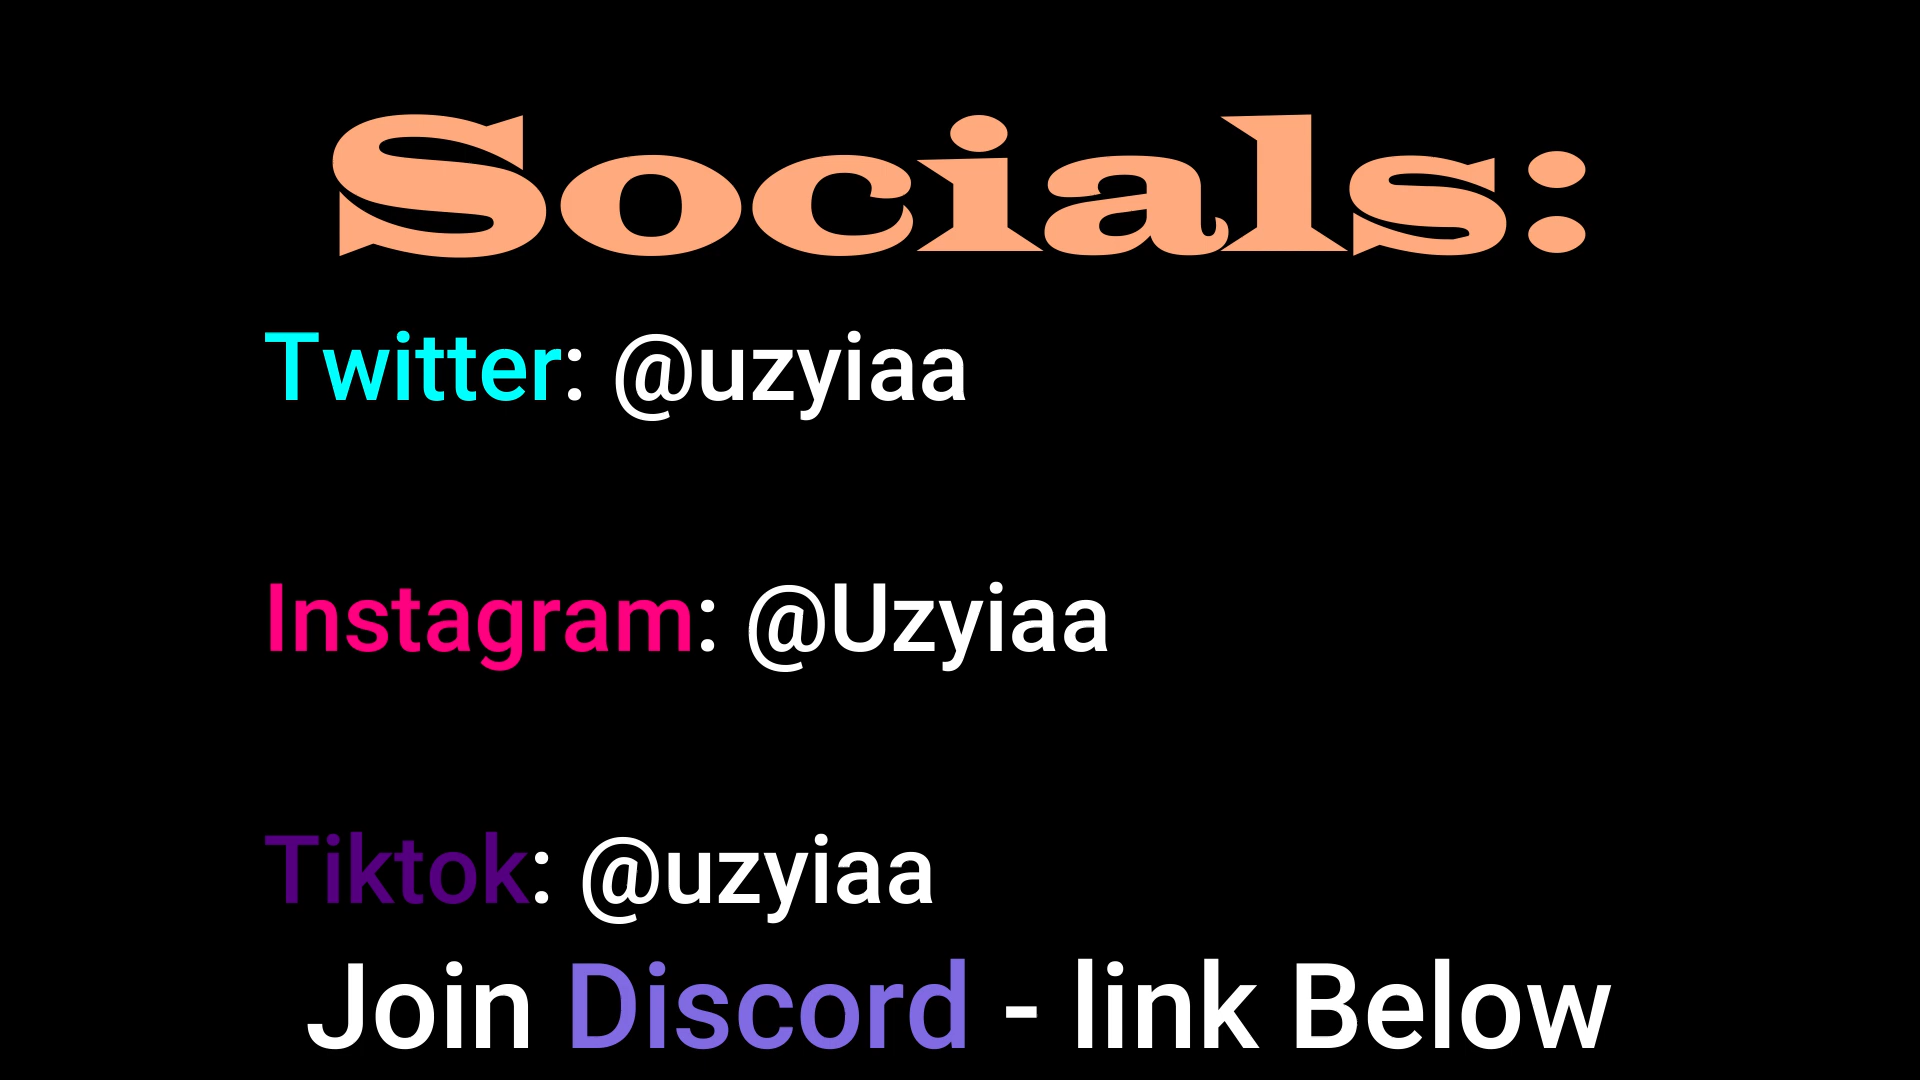 Socials:
Twitter: @uzyiaa
Instagram: @Uzyiaa
Tiktok: @uzyiaa
Join Discord - link Below